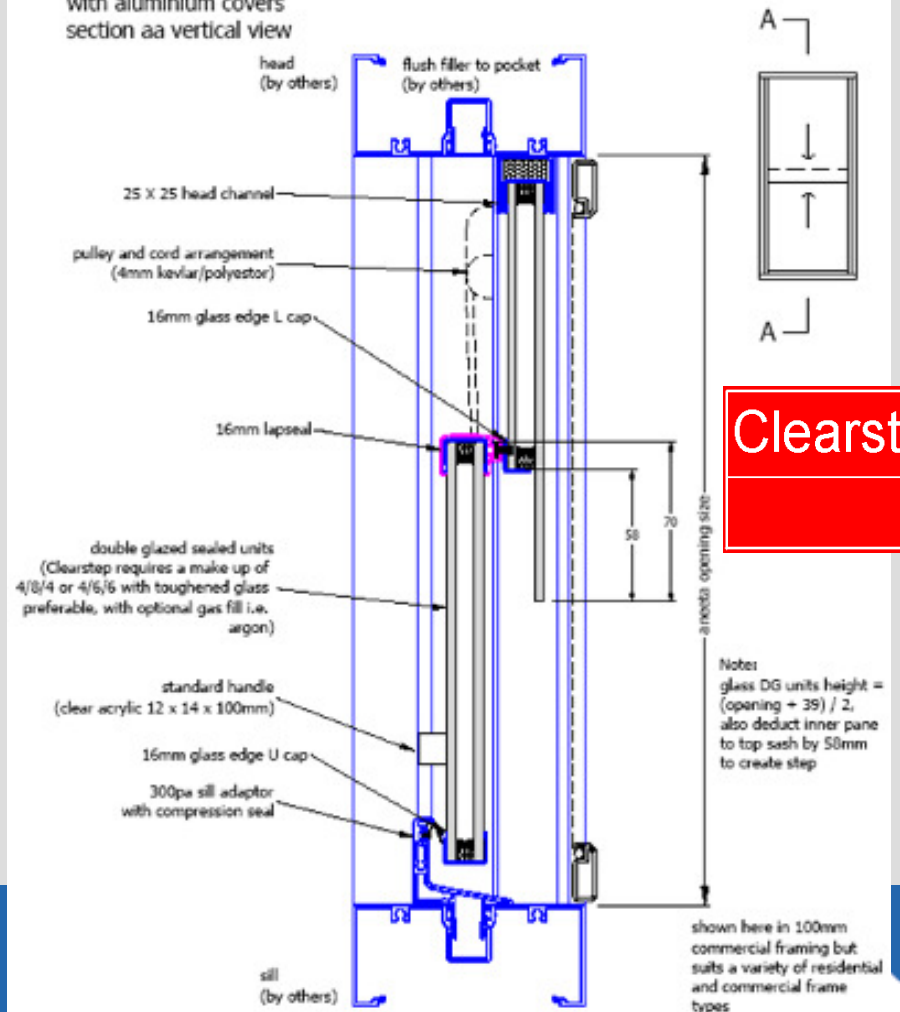 with aluminium covers
section aa vertical view
head
(by others)
flush filler to pocket
(by others)
A
A
25 X 25 head channel
pulley and cord arrangement
(4mm kevlar/polyestor)
16mm glass edge L cap
16mm lapseal
Clearst
58
70
aneeta opening size
double glazed sealed units
(Clearstep requires a make up of
4/8/4 or 4/6/6 with toughened glass
preferable, with optional gas fill i.e.
argon)
standard handle
(clear acrylic 12 x 14 x 100mm)
16mm glass edge U cap
300pa sill adaptor
with compression seal
Note:
glass DG units height =
(opening + 39) / 2,
also deduct inner pane
to top sash by 58mm
to create step
shown here in 100mm
commercial framing but
suits a variety of residential
and commercial frame
types
sill
(by others)